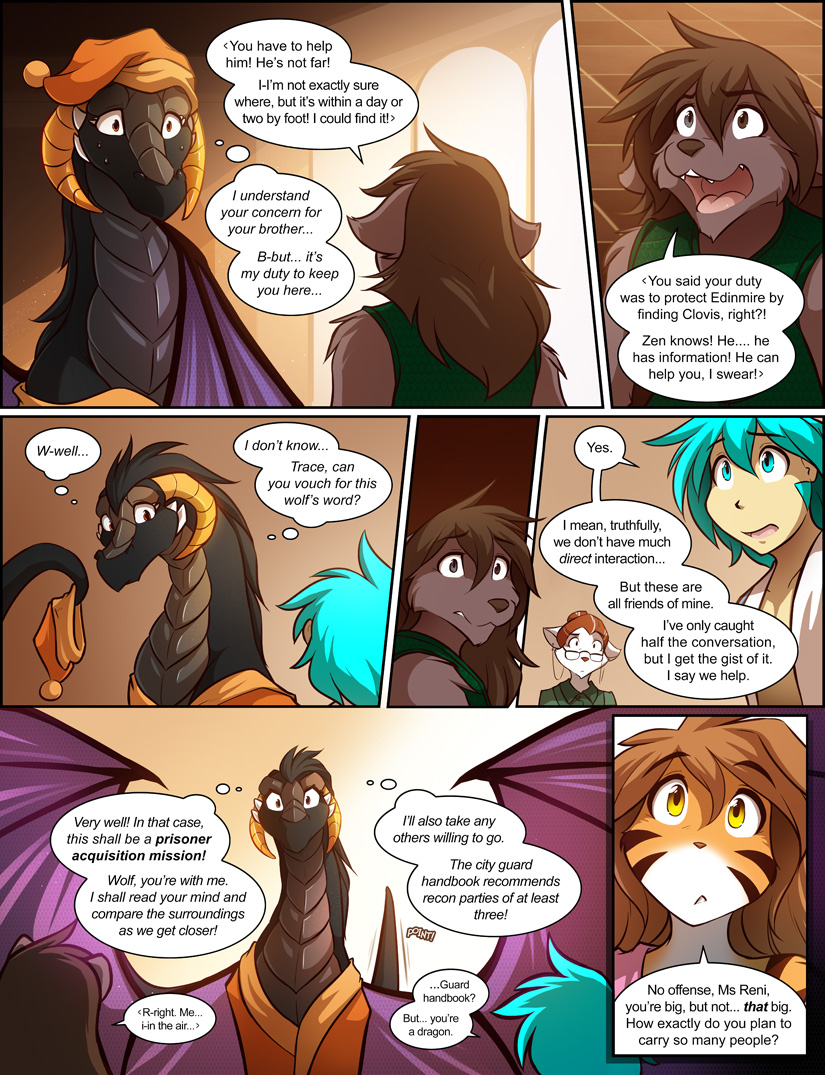 ‹You have to help
him! He's not far!
I-I'm not exactly sure
where, but it's within a day or
two by foot! I could find it!›
I understand
your concern for
your brother...
B-but... it's
my duty to keep
you here...
‹You said your duty
was to protect Edinmire by
finding Clovis, right?!
Zen knows! He.... he
has information! He can
help you, I swear!›
W-well...
I don't know...
Trace, can
you vouch for this
wolf's word?
Yes.
I mean, truthfully,
we don't have much
direct interaction...
But these are
all friends of mine.
I've only caught
half the conversation,
but I get the gist of it.
I say we help.
Very well! In that case,
this shall be a prisoner
acquisition mission!
Wolf, you're with me.
I shall read your mind and
compare the surroundings
as we get closer!
I'll also take any
others willing to go.
The city guard
handbook recommends
recon parties of at least
three!
POINT!
‹R-right. Me...
i-in the air...›
...Guard
handbook?
But... you're
a dragon.
No offense, Ms Reni,
you're big, but not... that big.
How exactly do you plan to
carry so many people?